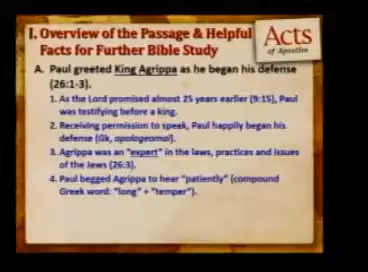 I. Overview of the Passage & Helpful
Facts for Further Bible Study
Acts
of Apostles
A. Paul greeted King Agrippa as he began his defense
(26:1-3).
1. As the Lord promised almost 25 years earlier (9:15), Paul
was testifying before a king.
2. Receiving permission to speak, Paul happily began his
defense (Gk, apologeomai).
3. Agrippa was an "expert" in the laws, practices and issues
of the Jews (26:3).
4. Paul begged Agrippa to hear "patiently" (compound
Greek word: "long" + "temper").